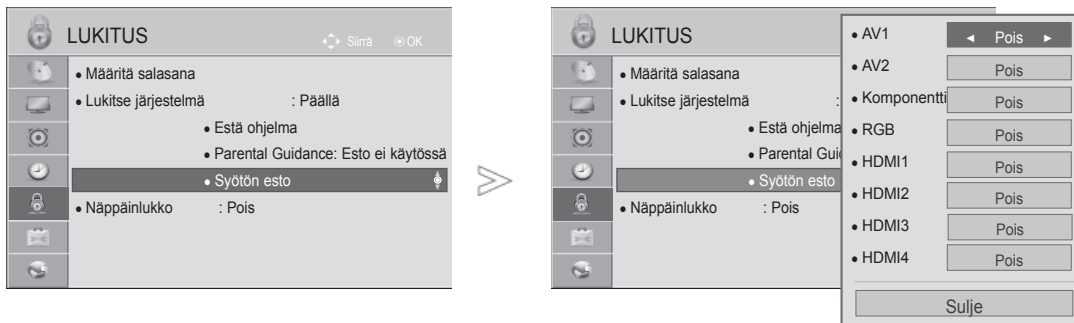 LUKITUS
Siirrä OK
• Määritä salasana
• Lukitse järjestelmä : Päällä
• Estä ohjelma
• Parental Guidance: Esto ei käytössä
• Syötön esto
• Näppäinlukko : Pois
LUKITUS
• Määritä salasana
• Lukitse järjestelmä :
• Estä ohjelma
• Parental Gui
• Syötön esto
• Näppäinlukko : Pois
• AV1 ◄ Pois ►
• AV2 Pois
• Komponentti Pois
• RGB Pois
• HDMI1 Pois
• HDMI2 Pois
• HDMI3 Pois
• HDMI4 Pois
Sulje